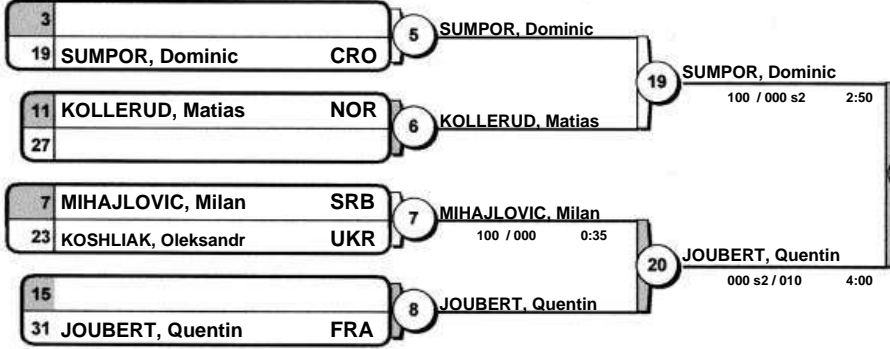 3
19 SUMPOR, Dominic CRO
5 SUMPOR, Dominic
11 KOLLERUD, Matias NOR
27
6 KOLLERUD, Matias
19 SUMPOR, Dominic
100 / 000 s2 2:50
7 MIHAJLOVIC, Milan SRB
23 KOSHLIAK, Oleksandr UKR
7 MIHAJLOVIC, Milan
100 / 000 0:35
15
31 JOUBERT, Quentin FRA
8 JOUBERT, Quentin
20 JOUBERT, Quentin
000 s2 / 010 4:00